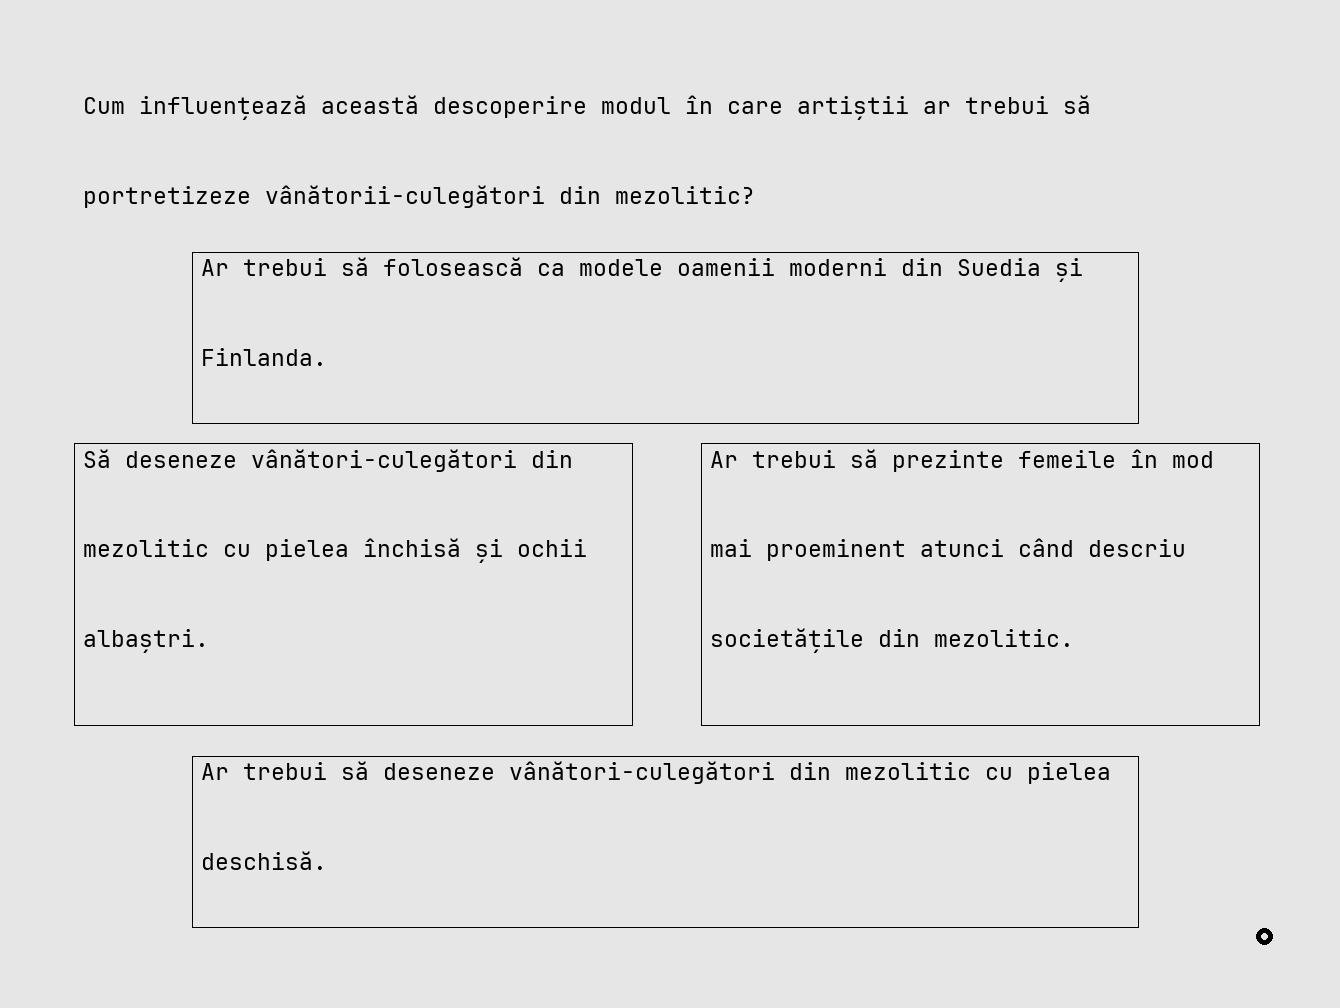 Cum influențează această descoperire modul în care artiștii ar trebui să
portretizeze vânătorii-culegători din mezolitic?
Ar trebui să folosească ca modele oamenii moderni din Suedia și
Finlanda.
Să deseneze vânători-culegători din
mezolitic cu pielea închisă și ochii
albaștri.
Ar trebui să prezinte femeile în mod
mai proeminent atunci când descriu
societățile din mezolitic.
Ar trebui să deseneze vânători-culegători din mezolitic cu pielea
deschisă.